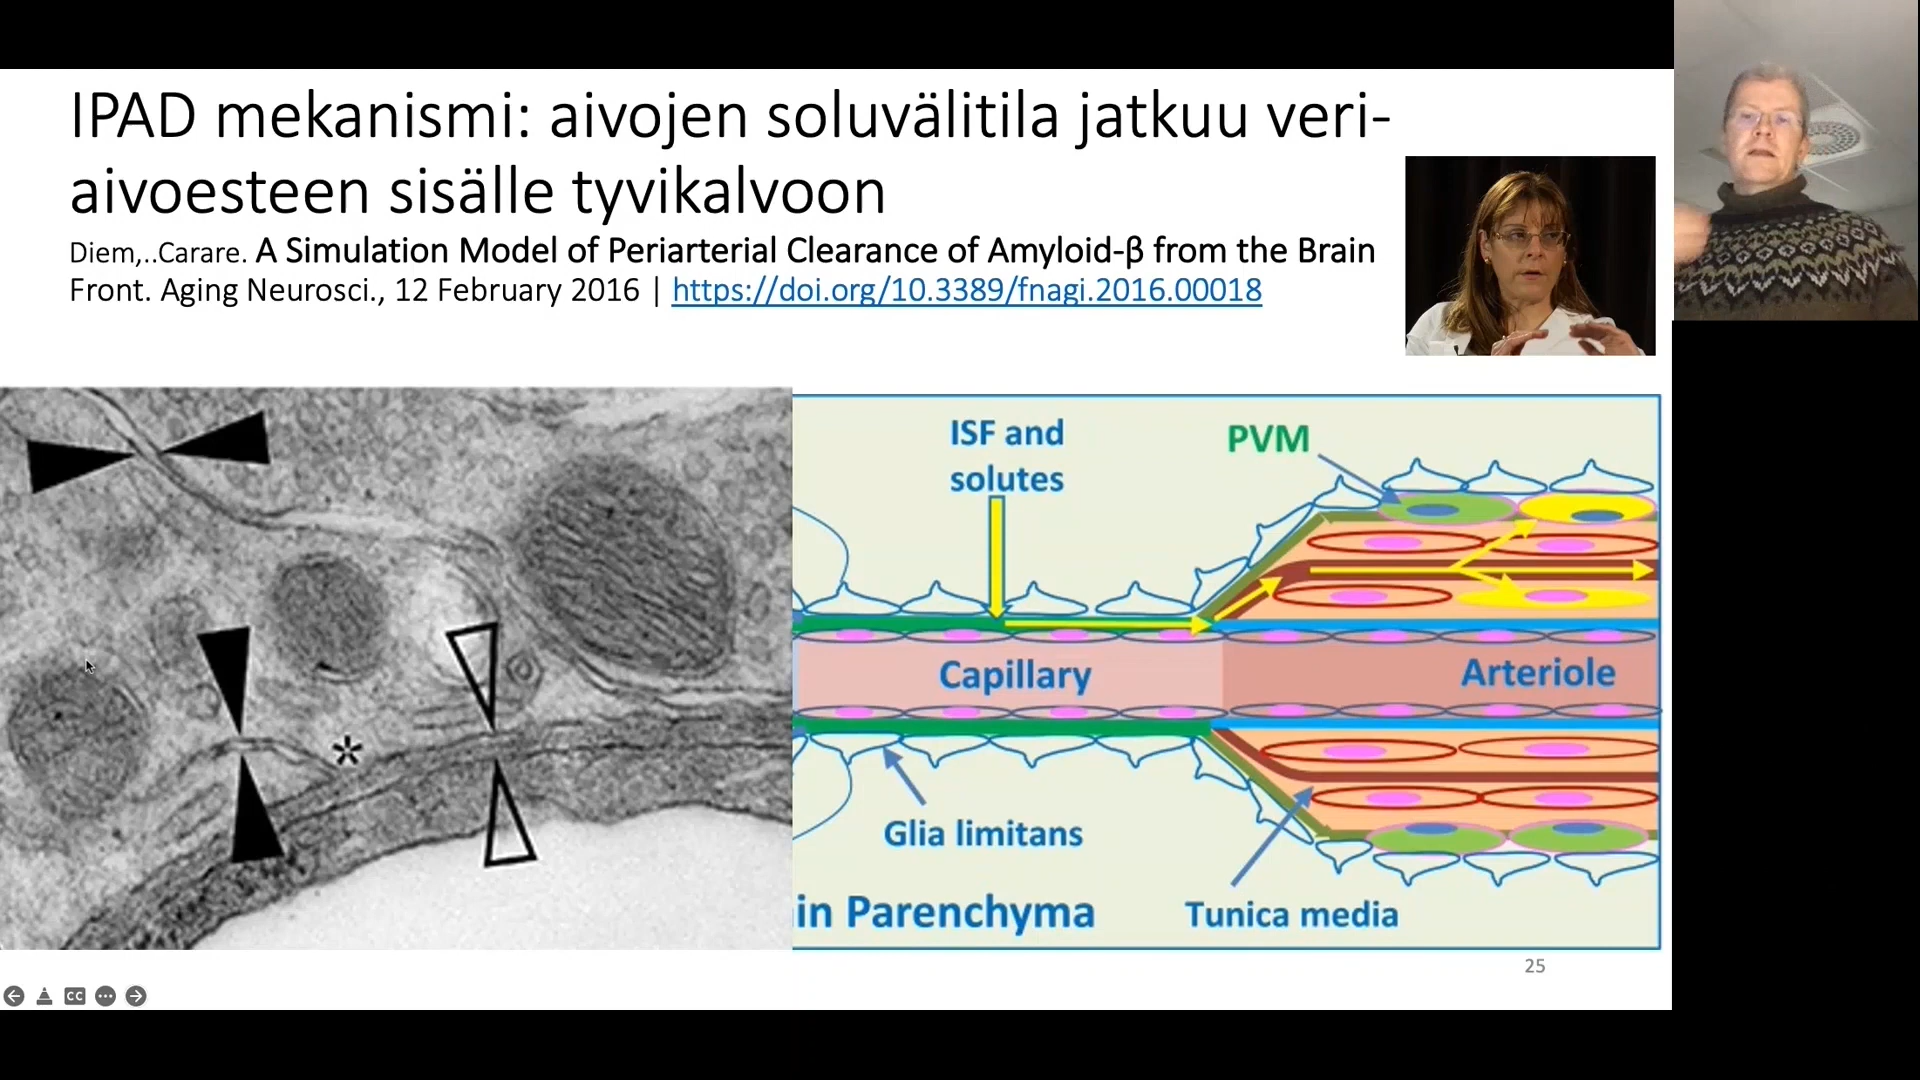 IPAD mekanismi: aivojen soluvälitila jatkuu veri-
aivoesteen sisälle tyvikalvoon
Diem,..Carare. A Simulation Model of Periarterial Clearance of Amyloid-β from the Brain
Front. Aging Neurosci., 12 February 2016 | https://doi.org/10.3389/fnagi.2016.00018
ISF and
solutes
PVM
*
Capillary
Arteriole
Glia limitans
in Parenchyma
Tunica media
25
CC